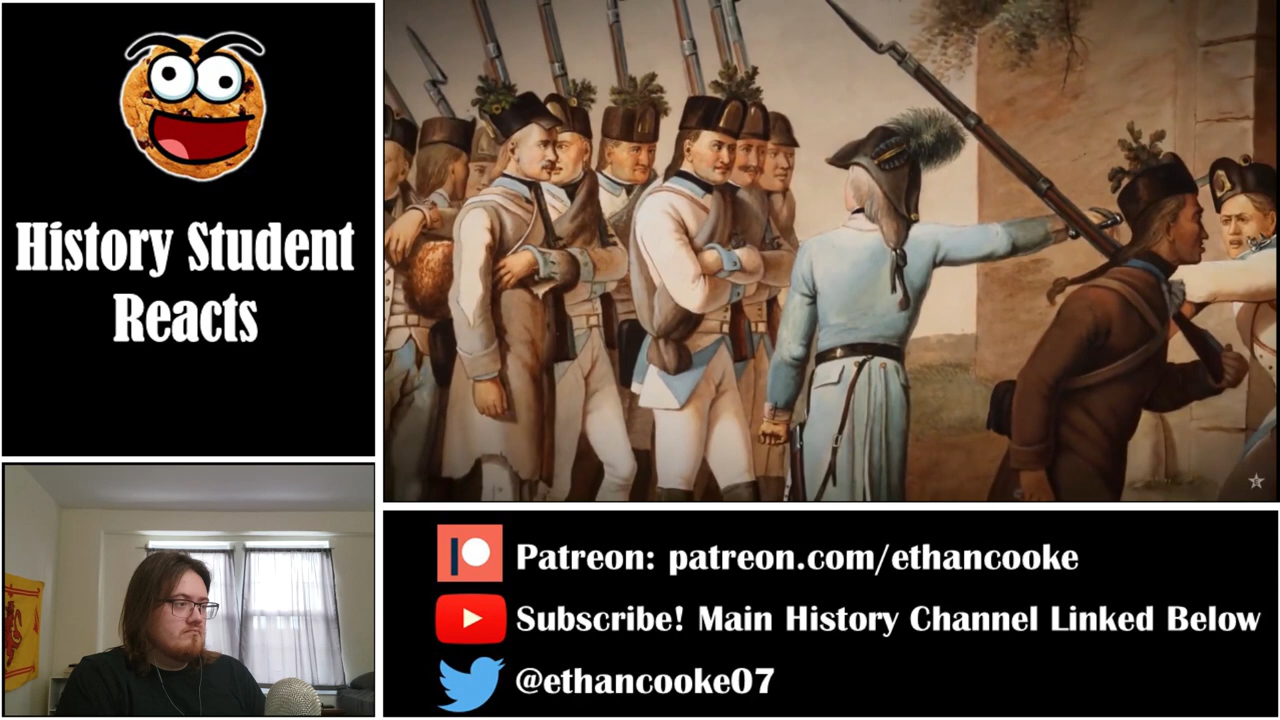 History Student
Reacts
Patreon: patreon.com/ethancooke
Subscribe! Main History Channel Linked Below
@ethancooke07